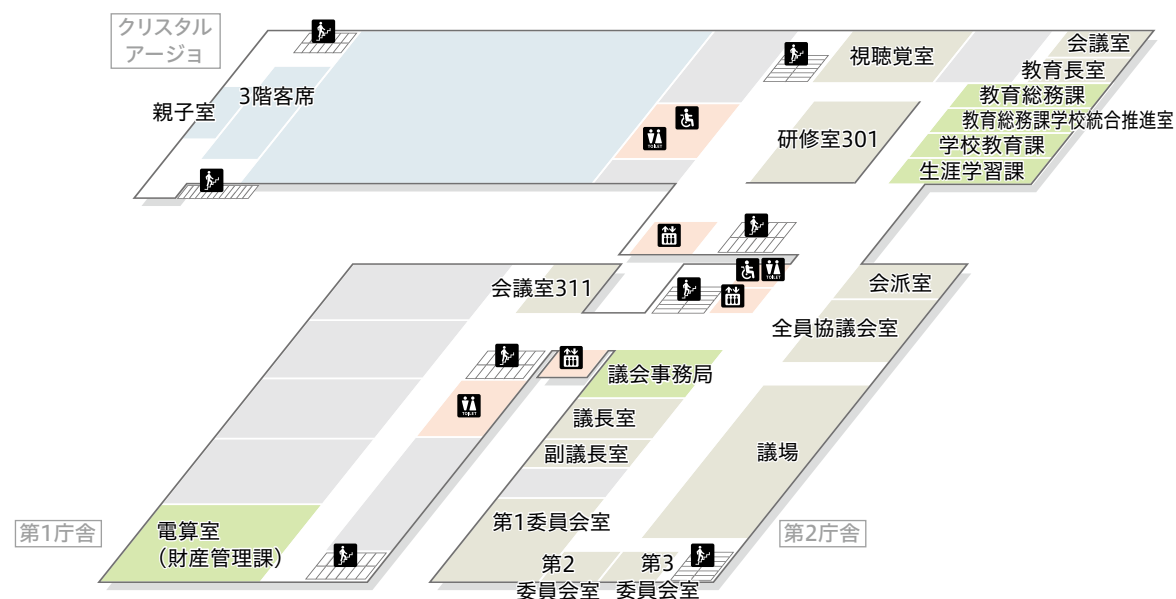 クリスタル
アージョ
親子室
3階客席
視聴覚室
会議室
教育長室
教育総務課
教育総務課学校統合推進室
学校教育課
生涯学習課
研修室301
TOILET
会議室311
会派室
全員協議会室
議会事務局
議長室
副議長室
議場
TOILET
第1庁舎
電算室
(財産管理課)
第1委員会室
第2
委員会室
第3
委員会室
第2庁舎